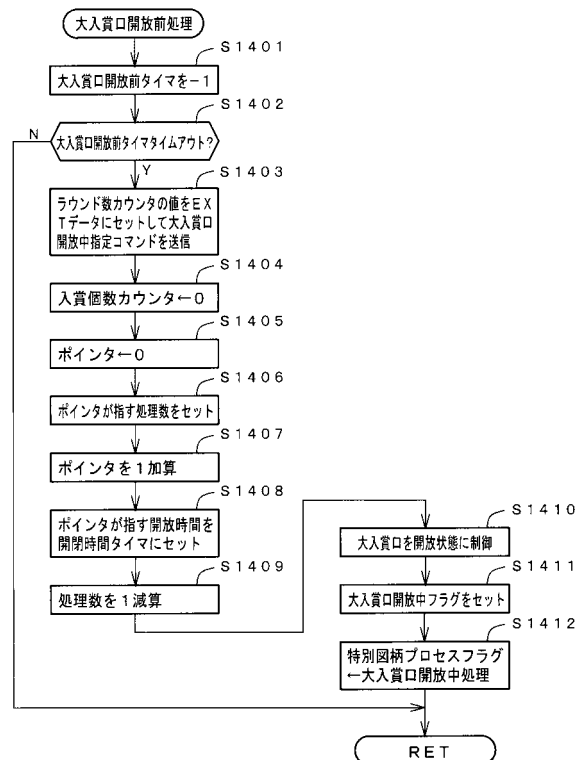 大入賞口開放前処理
S1401
大入賞口開放前タイマを−1
S1402
大入賞口開放前タイマタイムアウト?
N
Y
S1403
ラウンド数カウンタの値をEX
Tデータにセットして大入賞口
開放中指定コマンドを送信
S1404
入賞個数カウンタ←0
S1405
ポインタ←0
S1406
ポインタが指す処理数をセット
S1407
ポインタを1加算
S1408
ポインタが指す開放時間を
開閉時間タイマにセット
S1409
処理数を1減算
S1410
大入賞口を開放状態に制御
S1411
大入賞口開放中フラグをセット
S1412
特別図柄プロセスフラグ
←大入賞口開放中処理
RET